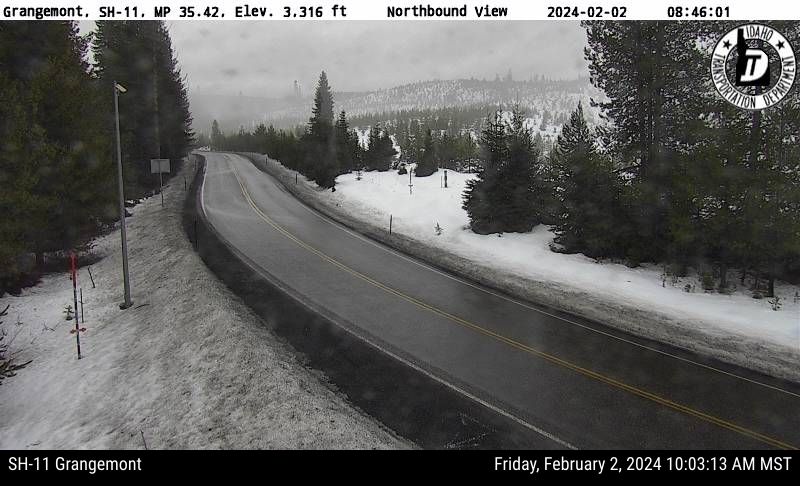 Grangemont, SH-11, MP 35.42, Elev. 3,316 ft Northbound View 2024-02-02 08:46:01
IDAHO
TRANSPORTATION DEPARTMENT
SH-11 Grangemont Friday, February 2, 2024 10:03:13 AM MST